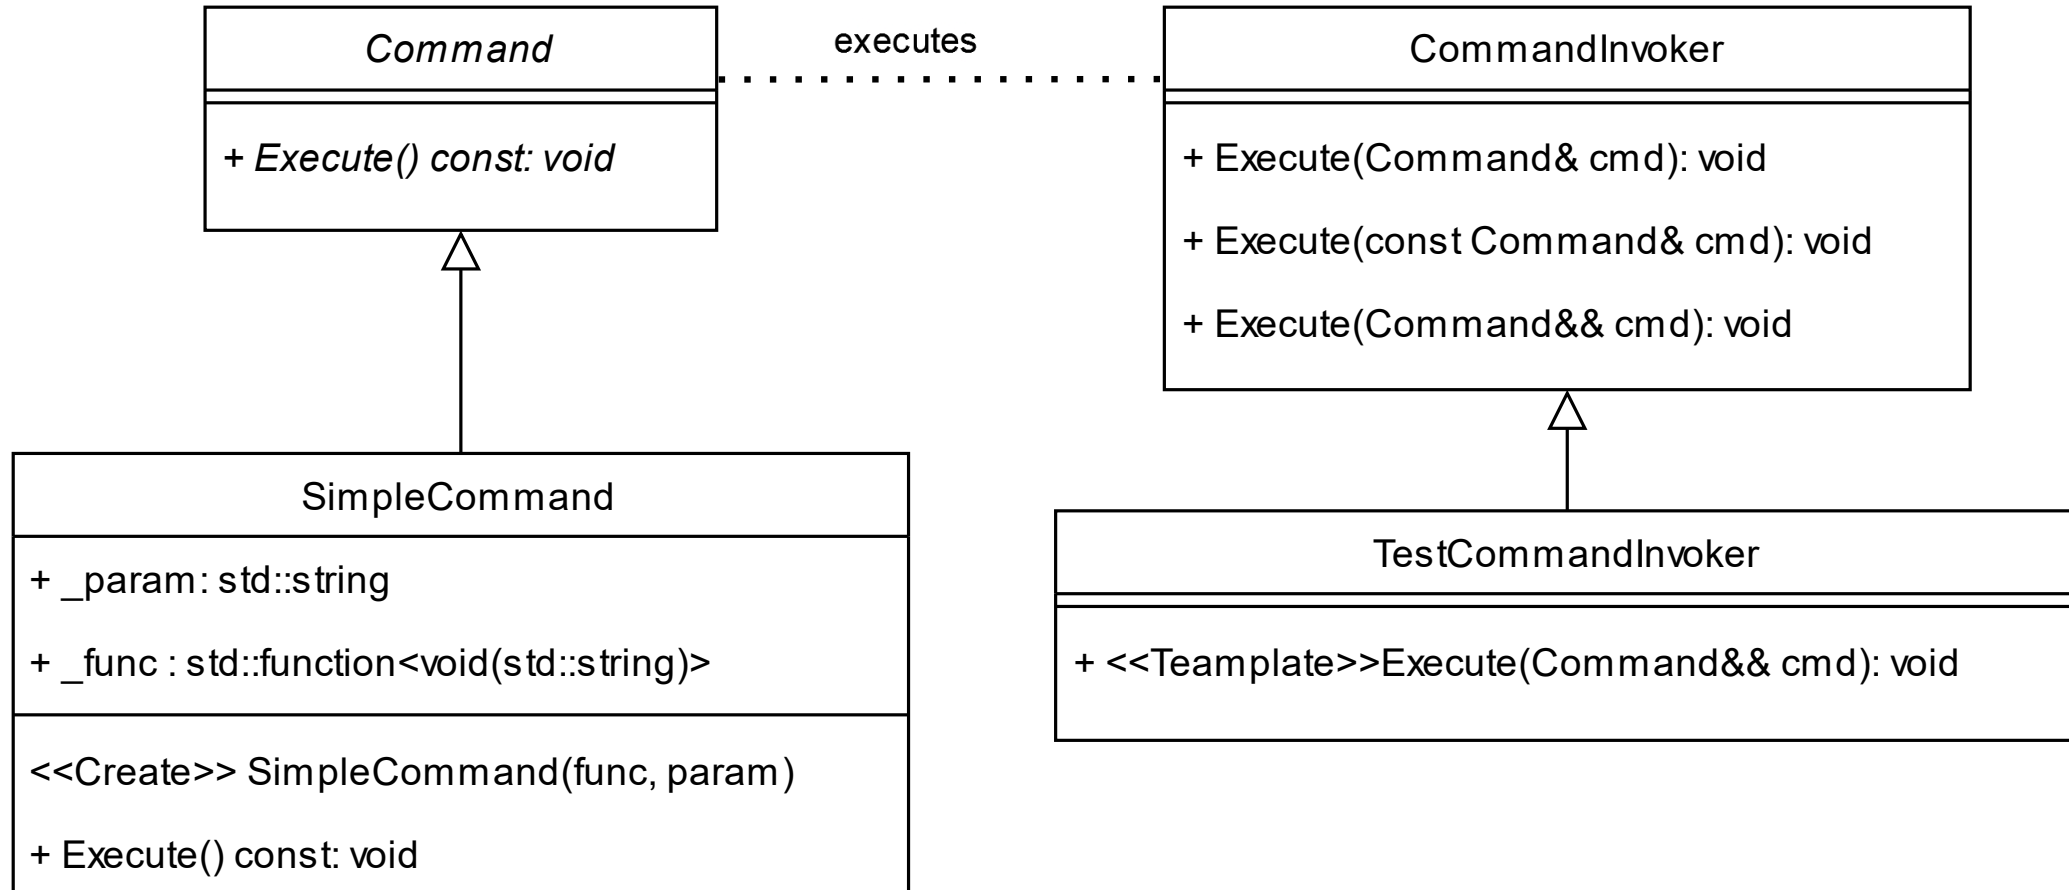 Command
+ Execute() const: void
executes
CommandInvoker
+ Execute(Command& cmd): void
+ Execute(const Command& cmd): void
+ Execute(Command&& cmd): void
SimpleCommand
+ _param: std::string
+ _func : std::function<void(std::string)>
<<Create>> SimpleCommand(func, param)
+ Execute() const: void
TestCommandInvoker
+ <<Teamplate>>Execute(Command&& cmd): void